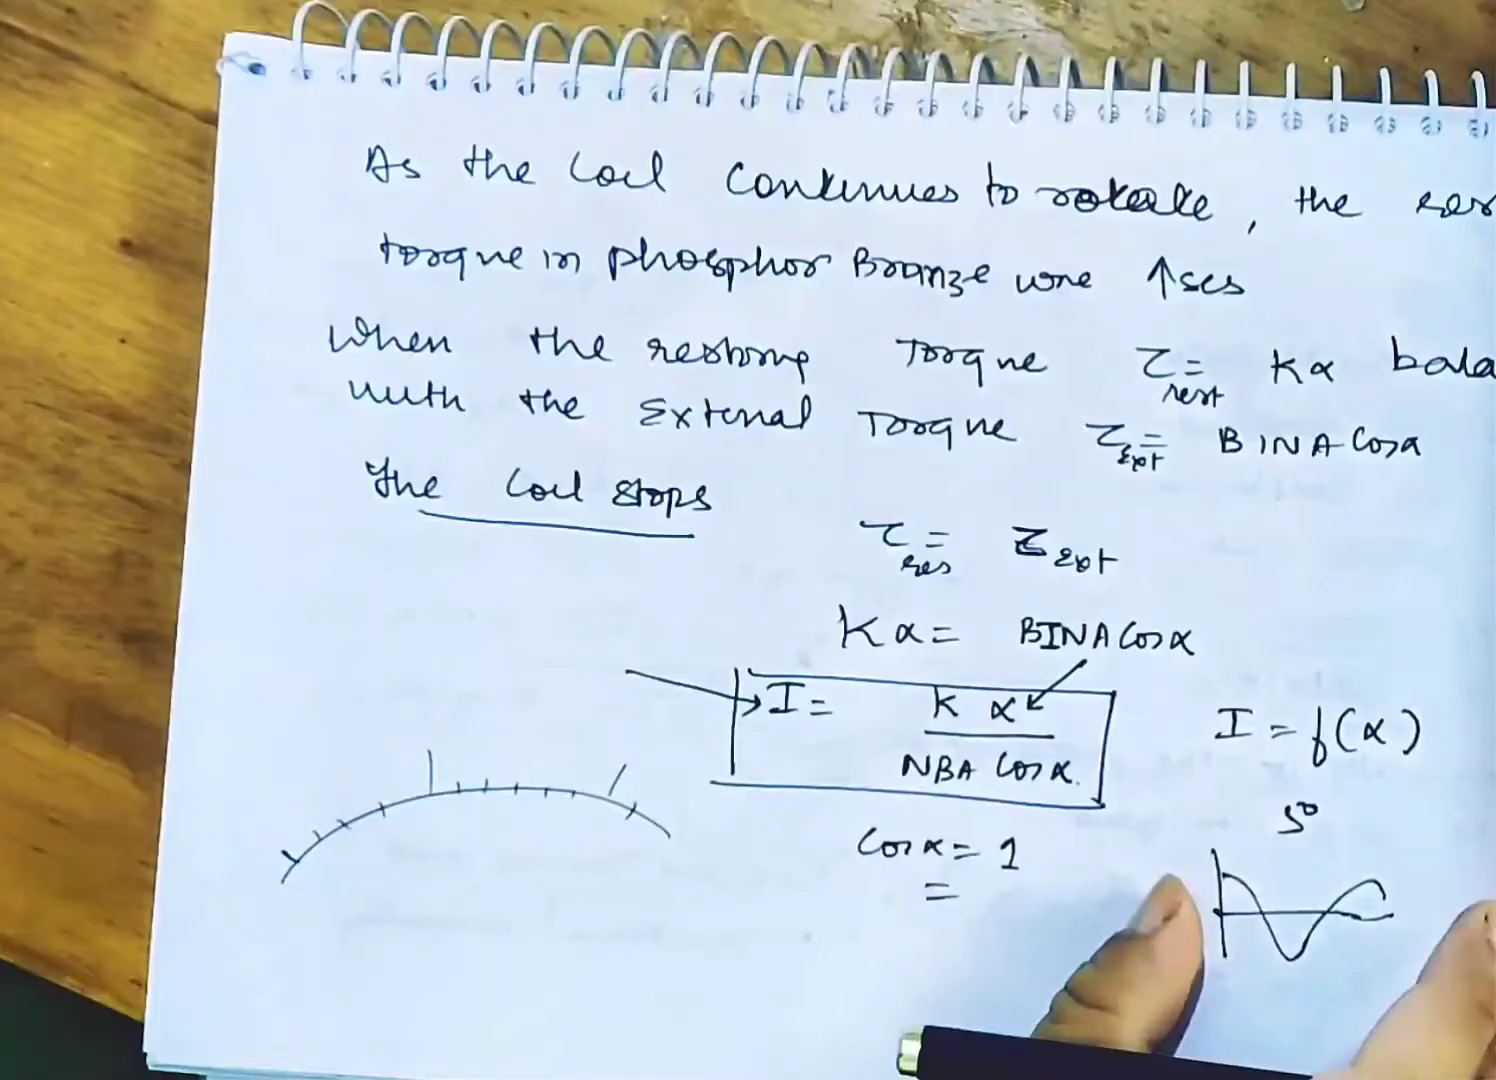 As the Coil Continues to rotate, the res
torque in phosphor Bronze wire ↑ses
When the restoring Torque τrest = Kα bala
with the External Torque τExt = BINA Cosα
The Coil stops
τres = τExt
Kα = BINA Cosα
I = K α / NBA Cosα
I = f(α)
5°
Cosα = 1
=